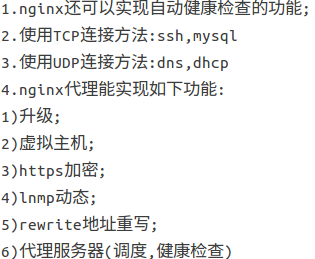 1.nginx还可以实现自动健康检查的功能;
2.使用TCP连接方法:ssh,mysql
3.使用UDP连接方法:dns,dhcp
4.nginx代理能实现如下功能:
1)升级;
2)虚拟主机;
3)https加密;
4)lnmp动态;
5)rewrite地址重写;
6)代理服务器(调度,健康检查)